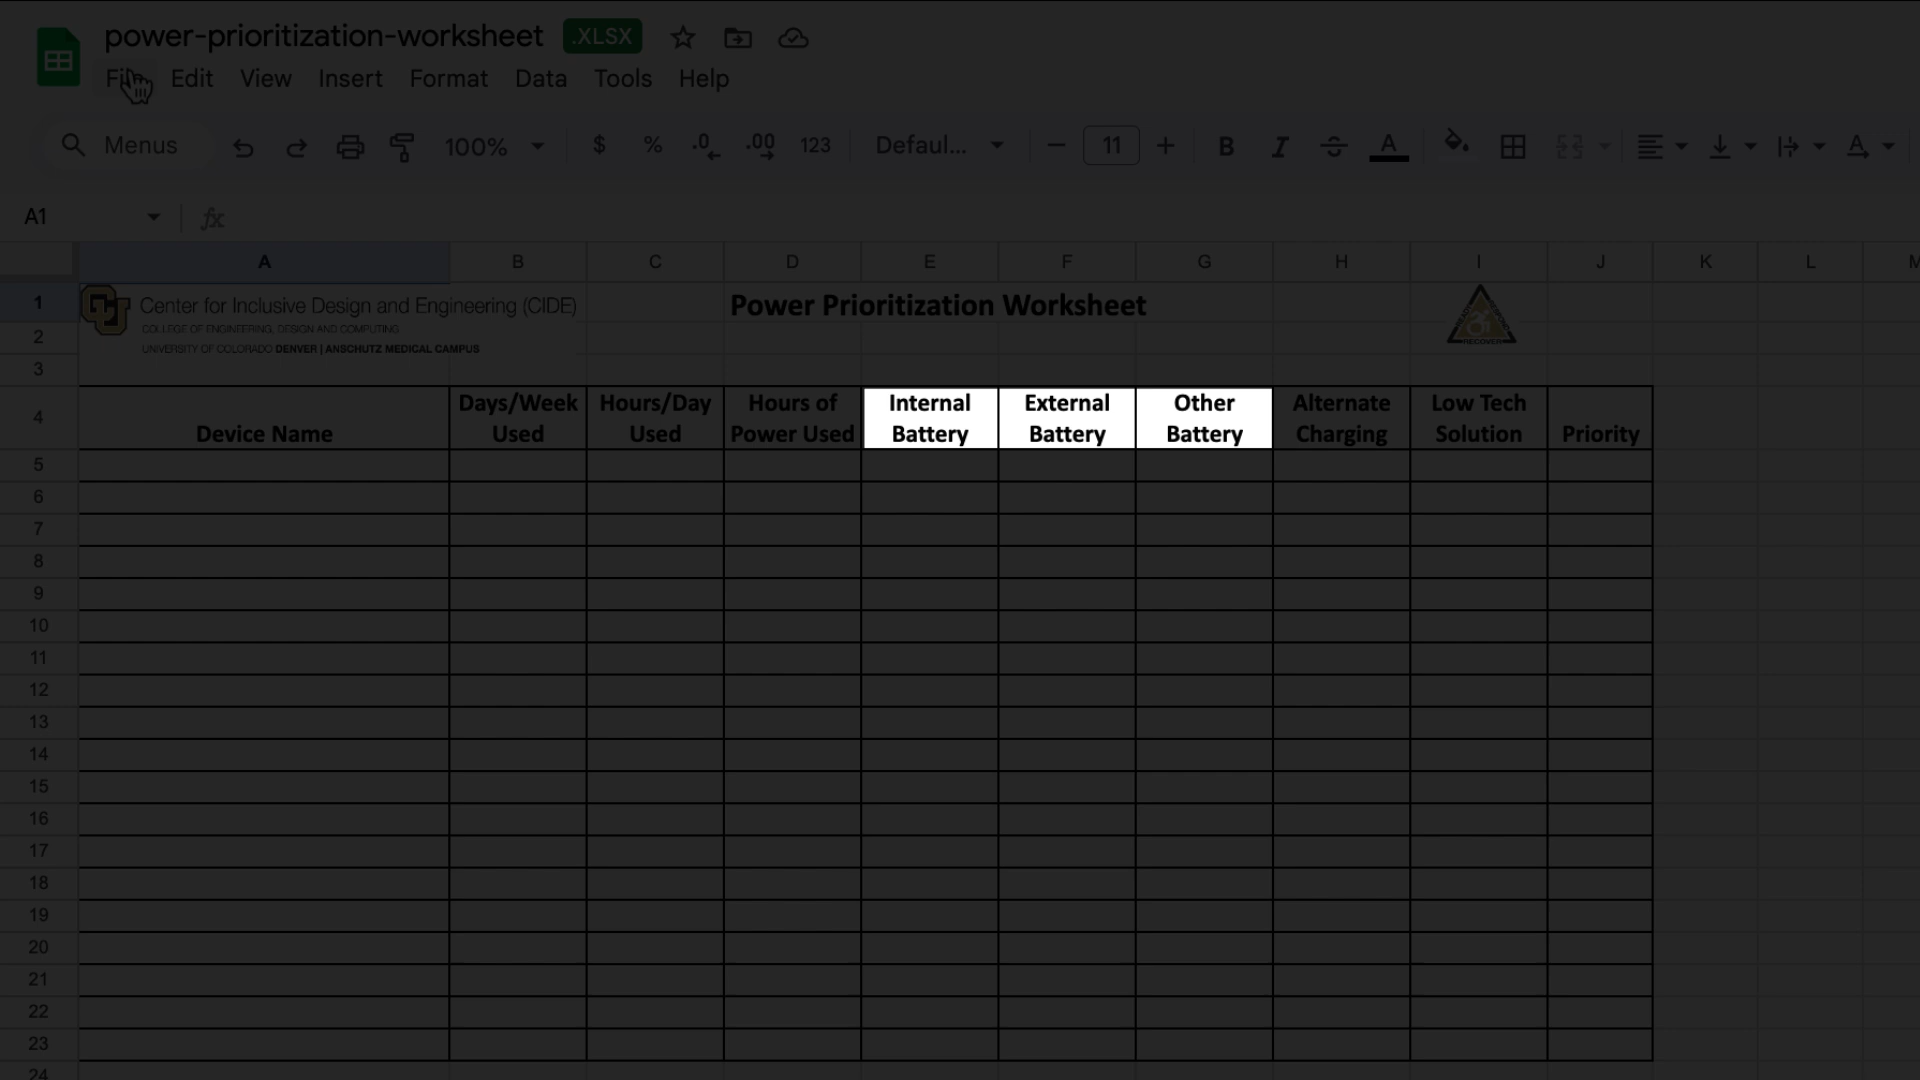 power-prioritization-worksheet .XLSX
File Edit View Insert Format Data Tools Help
Menus 100% $ % .0 .00 123 Defaul... 11 B I A A
A1 fx
A B C D E F G H I J K L M
1 Center for Inclusive Design and Engineering (CIDE) Power Prioritization Worksheet
2 COLLEGE OF ENGINEERING, DESIGN AND COMPUTING
UNIVERSITY OF COLORADO DENVER | ANSCHUTZ MEDICAL CAMPUS
RECOVER
3
Days/Week Hours/Day Hours of Internal External Other Alternate Low Tech
4 Device Name Used Used Power Used Battery Battery Battery Charging Solution Priority
5
6
7
8
9
10
11
12
13
14
15
16
17
18
19
20
21
22
23
24